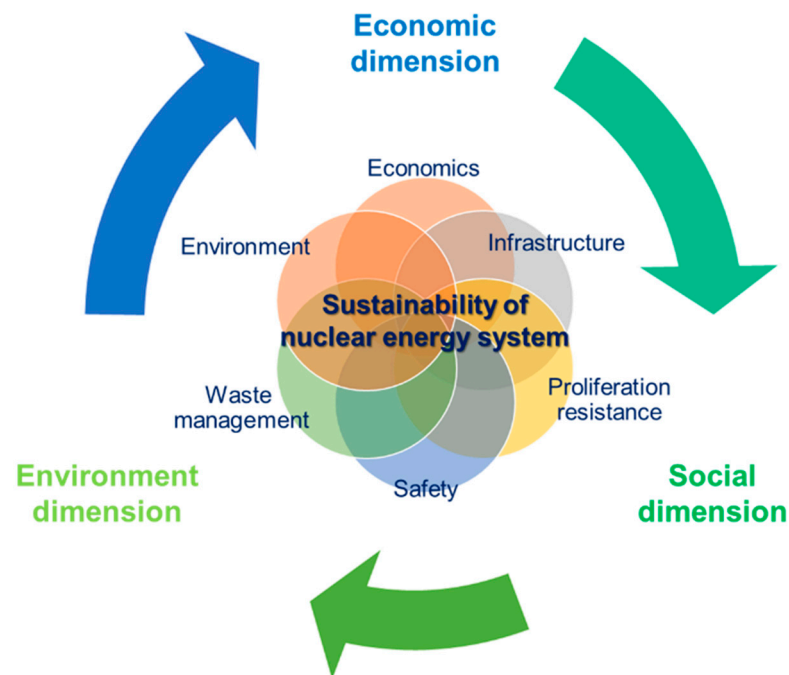 Economic
dimension
Economics
Environment
Infrastructure
Sustainability of
nuclear energy system
Waste
management
Proliferation
resistance
Safety
Environment
dimension
Social
dimension